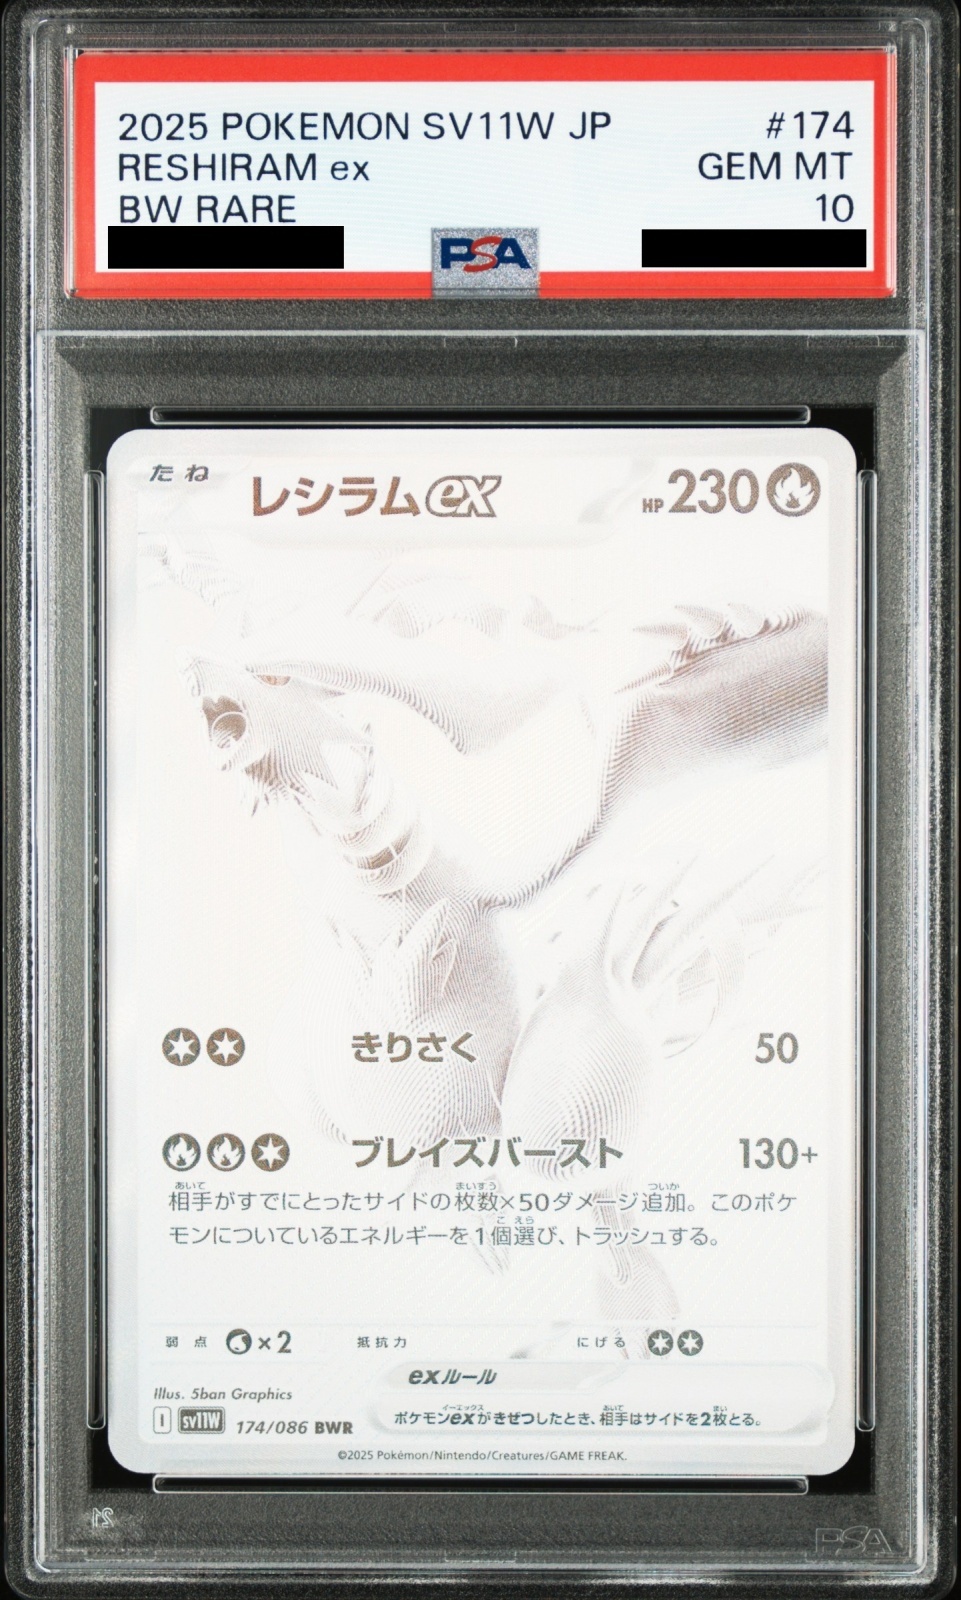 2025 POKEMON SV11W JP #174
RESHIRAM ex GEM MT
BW RARE 10
PSA
たね レシラムex HP230
きりさく 50
ブレイズバースト 130+
相手がすでにとったサイドの枚数×50ダメージ追加。このポケ
モンについているエネルギーを1個選び、トラッシュする。
弱点 ×2 抵抗力 にげる
exルール
ポケモンexがきぜつしたとき、相手はサイドを2枚とる。
Illus. 5ban Graphics
I SV11W 174/086 BWR
©2025 Pokémon/Nintendo/Creatures/GAME FREAK.
21
PSA